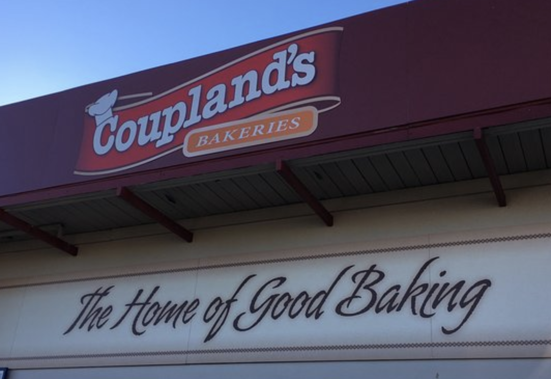 Coupland's
BAKERIES
The Home of Good Baking